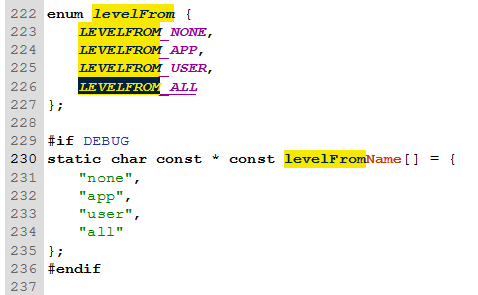 222 enum levelFrom {
223     LEVELFROM_NONE,
224     LEVELFROM_APP,
225     LEVELFROM_USER,
226     LEVELFROM_ALL
227 };
228
229 #if DEBUG
230 static char const * const levelFromName[] = {
231     "none",
232     "app",
233     "user",
234     "all"
235 };
236 #endif
237